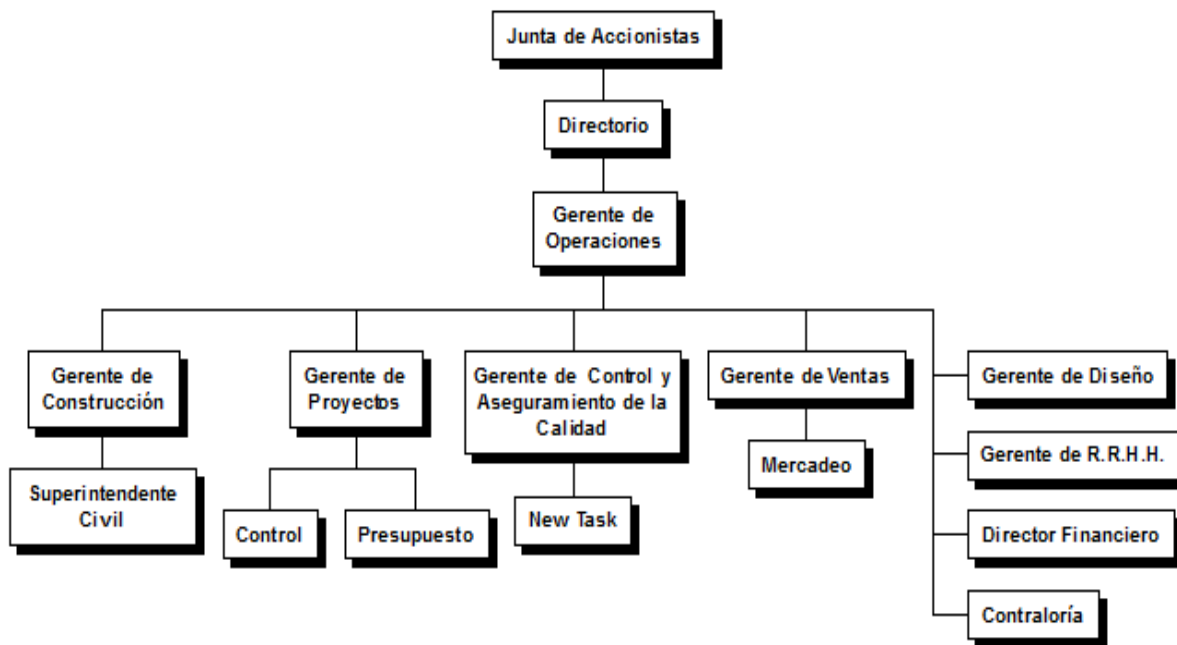 Junta de Accionistas
Directorio
Gerente de
Operaciones
Gerente de
Construcción
Gerente de
Proyectos
Gerente de Control y
Aseguramiento de la
Calidad
Gerente de Ventas
Gerente de Diseño
Gerente de R.R.H.H.
Director Financiero
Contraloría
Superintendente
Civil
Control
Presupuesto
New Task
Mercadeo